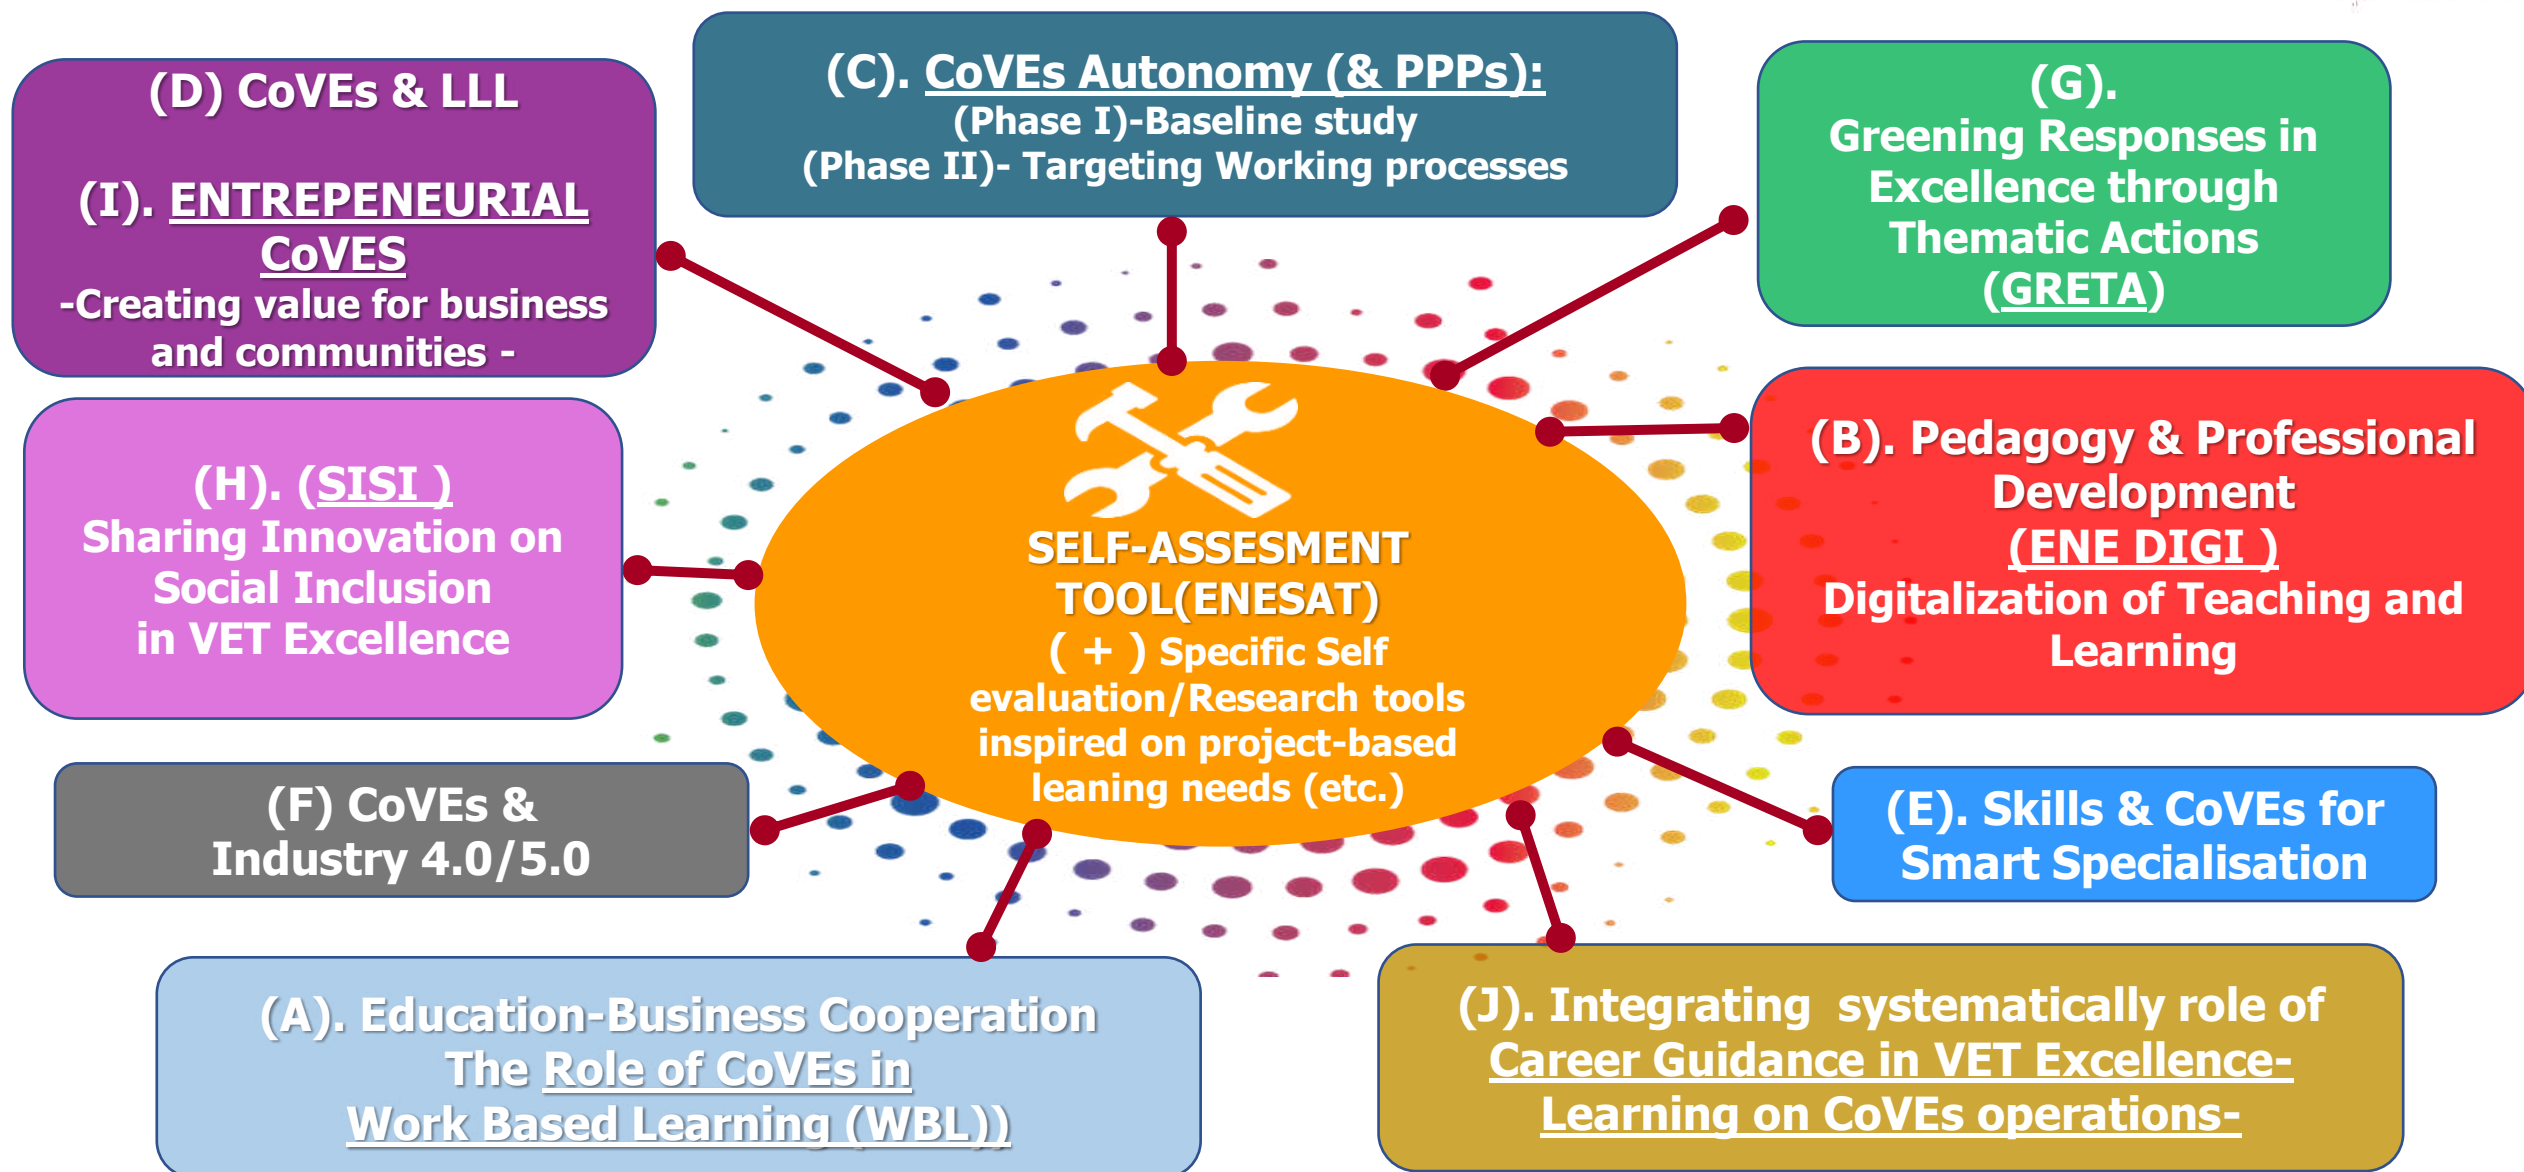 (D) CoVEs & LLL
(I). ENTREPENEURIAL
CoVES
-Creating value for business
and communities -
(C). CoVEs Autonomy (& PPPs):
(Phase I)-Baseline study
(Phase II)- Targeting Working processes
(G).
Greening Responses in
Excellence through
Thematic Actions
(GRETA)
(H). (SISI )
Sharing Innovation on
Social Inclusion
in VET Excellence
SELF-ASSESMENT
TOOL(ENESAT)
( + ) Specific Self
evaluation/Research tools
inspired on project-based
leaning needs (etc.)
(B). Pedagogy & Professional
Development
(ENE DIGI )
Digitalization of Teaching and
Learning
(F) CoVEs &
Industry 4.0/5.0
(E). Skills & CoVEs for
Smart Specialisation
(A). Education-Business Cooperation
The Role of CoVEs in
Work Based Learning (WBL))
(J). Integrating  systematically role of
Career Guidance in VET Excellence-
Learning on CoVEs operations-